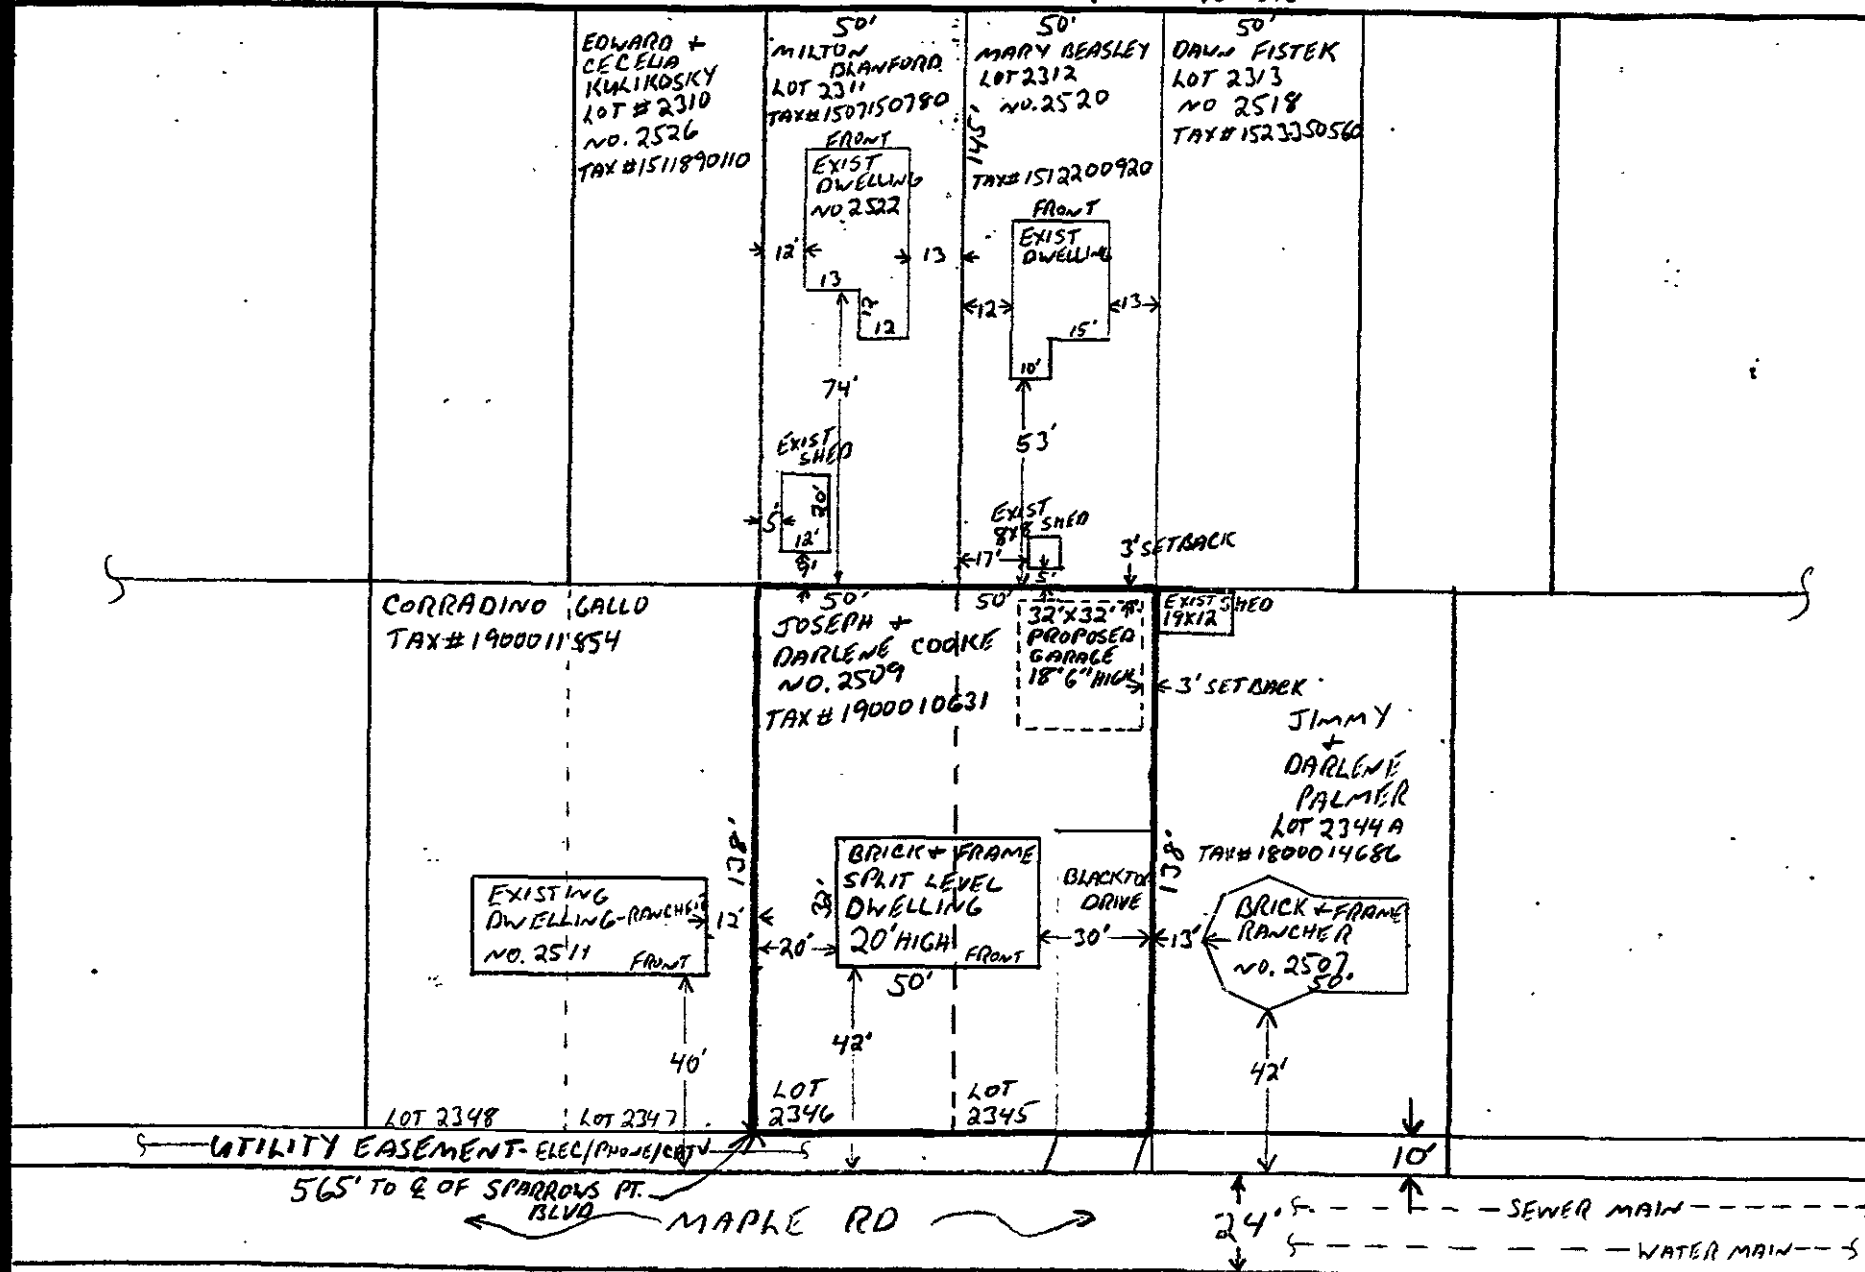 50'
50'
50'
EDWARD +
CECELIA
KULIKOSKY
LOT # 2310
NO. 2526
TAX #1511890110
MILTON
BLANFORD
LOT 2311
TAX#1507150780
FRONT
EXIST
DWELLING
NO 2522
12'
13
13
12
12
74'
EXIST
SHED
20'
5'
12'
9'
MARY BEASLEY
LOT 2312
NO. 2520
145'
TAX#1512200920
FRONT
EXIST
DWELLING
12
13
15'
10'
53'
EXIST
8X8 SHED
17'
5'
3' SETBACK
DAWN FISTEK
LOT 2313
NO 2518
TAX #1523350560
CORRADINO GALLO
TAX# 1900011854
50'
50'
JOSEPH +
DARLENE COOKE
NO. 2509
TAX # 1900010631
32'X32'
PROPOSED
GARAGE
18'6" HIGH
EXIST SHED
19X12
3' SETBACK
JIMMY
+
DARLENE
PALMER
LOT 2344A
TAX# 1800014686
138'
138'
EXISTING
DWELLING-RANCHER
NO. 2511
FRONT
12'
20'
BRICK + FRAME
SPLIT LEVEL
DWELLING
20' HIGH
FRONT
50'
BLACKTOP
DRIVE
30'
13'
BRICK + FRAME
RANCHER
NO. 2507
50'
40'
42'
42'
LOT 2348
LOT 2347
LOT
2346
LOT
2345
UTILITY EASEMENT- ELEC/PHONE/CATV
10'
565' TO ℄ OF SPARROWS PT.
BLVD
MAPLE RD
24'
SEWER MAIN
WATER MAIN